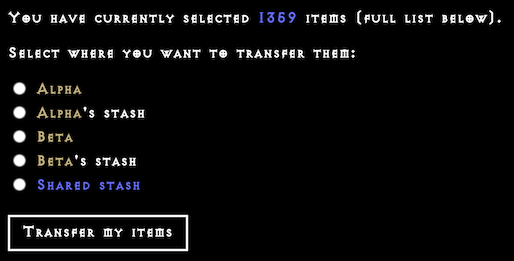 You have currently selected 1359 items (full list below).
Select where you want to transfer them:
Alpha
Alpha's stash
Beta
Beta's stash
Shared stash
Transfer my items